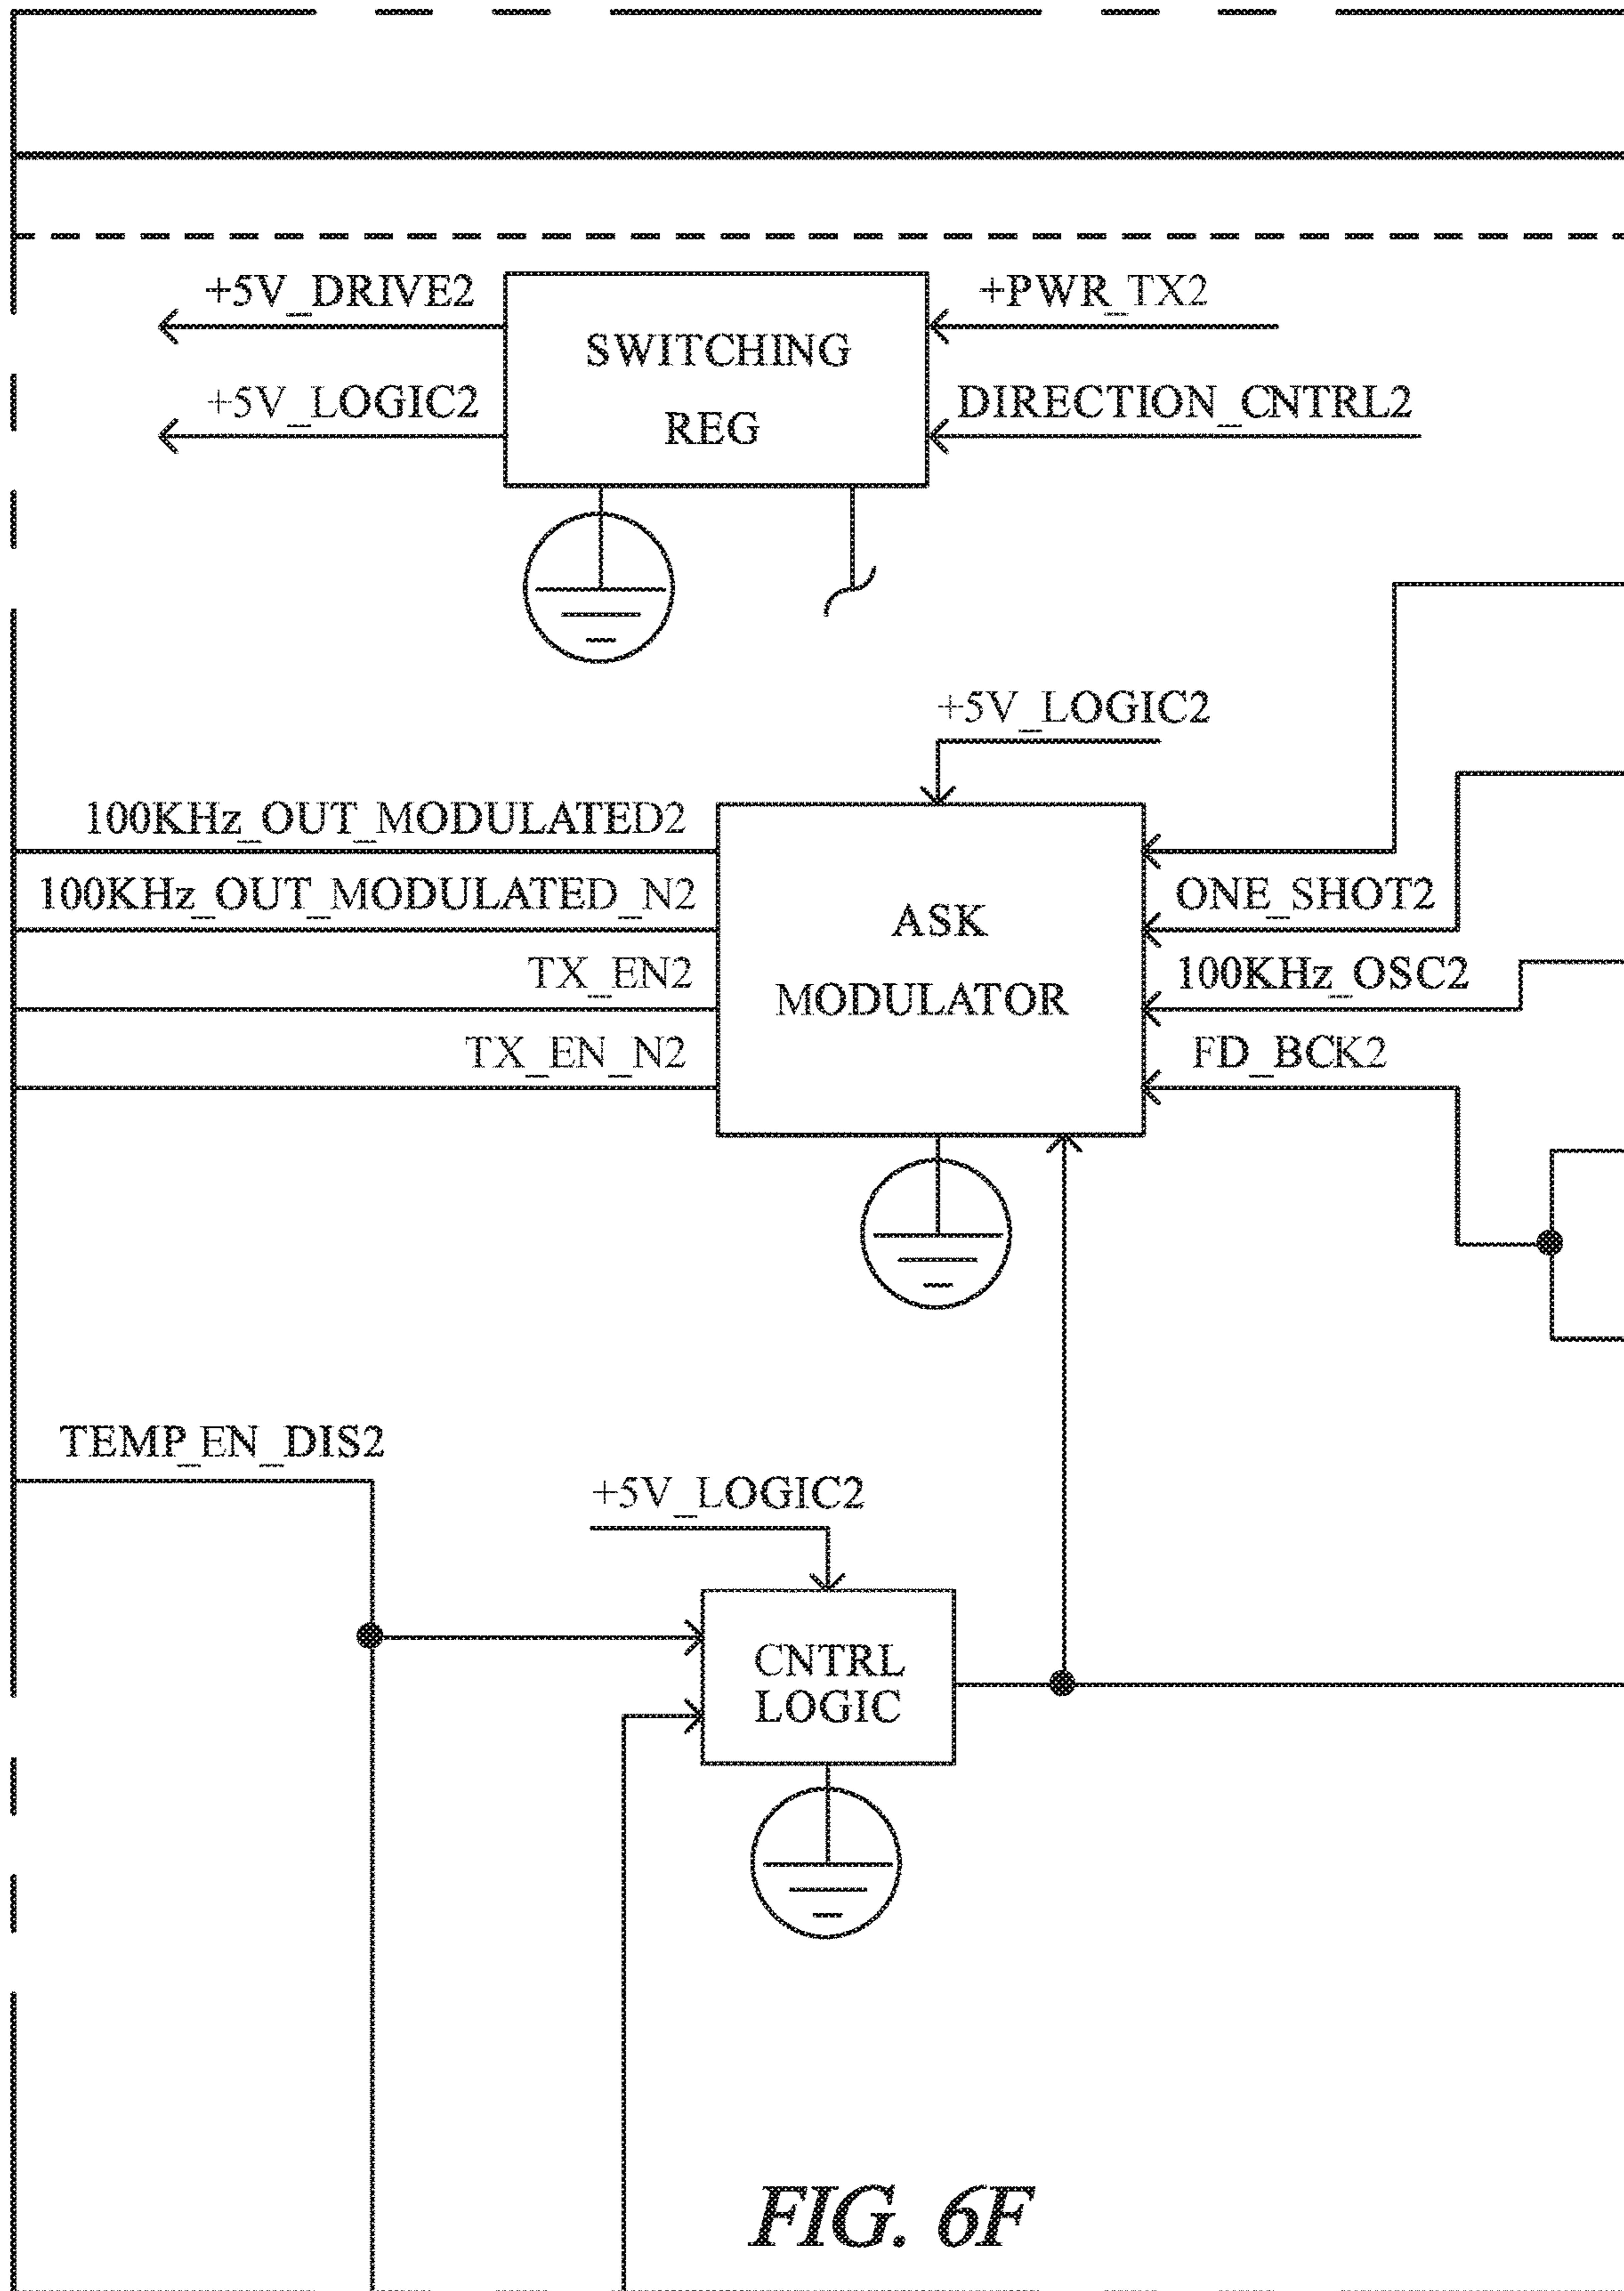 +5V_DRIVE2
+PWR_TX2
SWITCHING
REG
+5V_LOGIC2
DIRECTION_CNTRL2
+5V_LOGIC2
100KHz_OUT_MODULATED2
100KHz_OUT_MODULATED_N2
ASK
MODULATOR
ONE_SHOT2
TX_EN2
100KHz_OSC2
TX_EN_N2
FD_BCK2
TEMP_EN_DIS2
+5V_LOGIC2
CNTRL
LOGIC
FIG. 6F